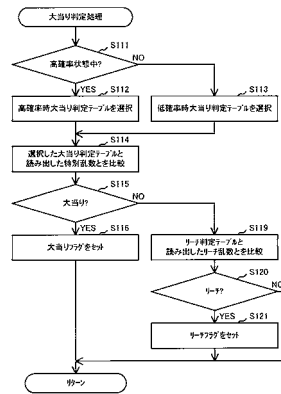 大当り判定処理
S111
高確率状態中?
NO
YES
S112
S113
高確率時大当り判定テーブルを選択
低確率時大当り判定テーブルを選択
S114
選択した大当り判定テーブルと
読み出した特別乱数とを比較
S115
大当り?
NO
YES
S116
S119
大当りフラグをセット
リーチ判定テーブルと
読み出したリーチ乱数とを比較
S120
リーチ?
NO
YES
S121
リーチフラグをセット
リターン